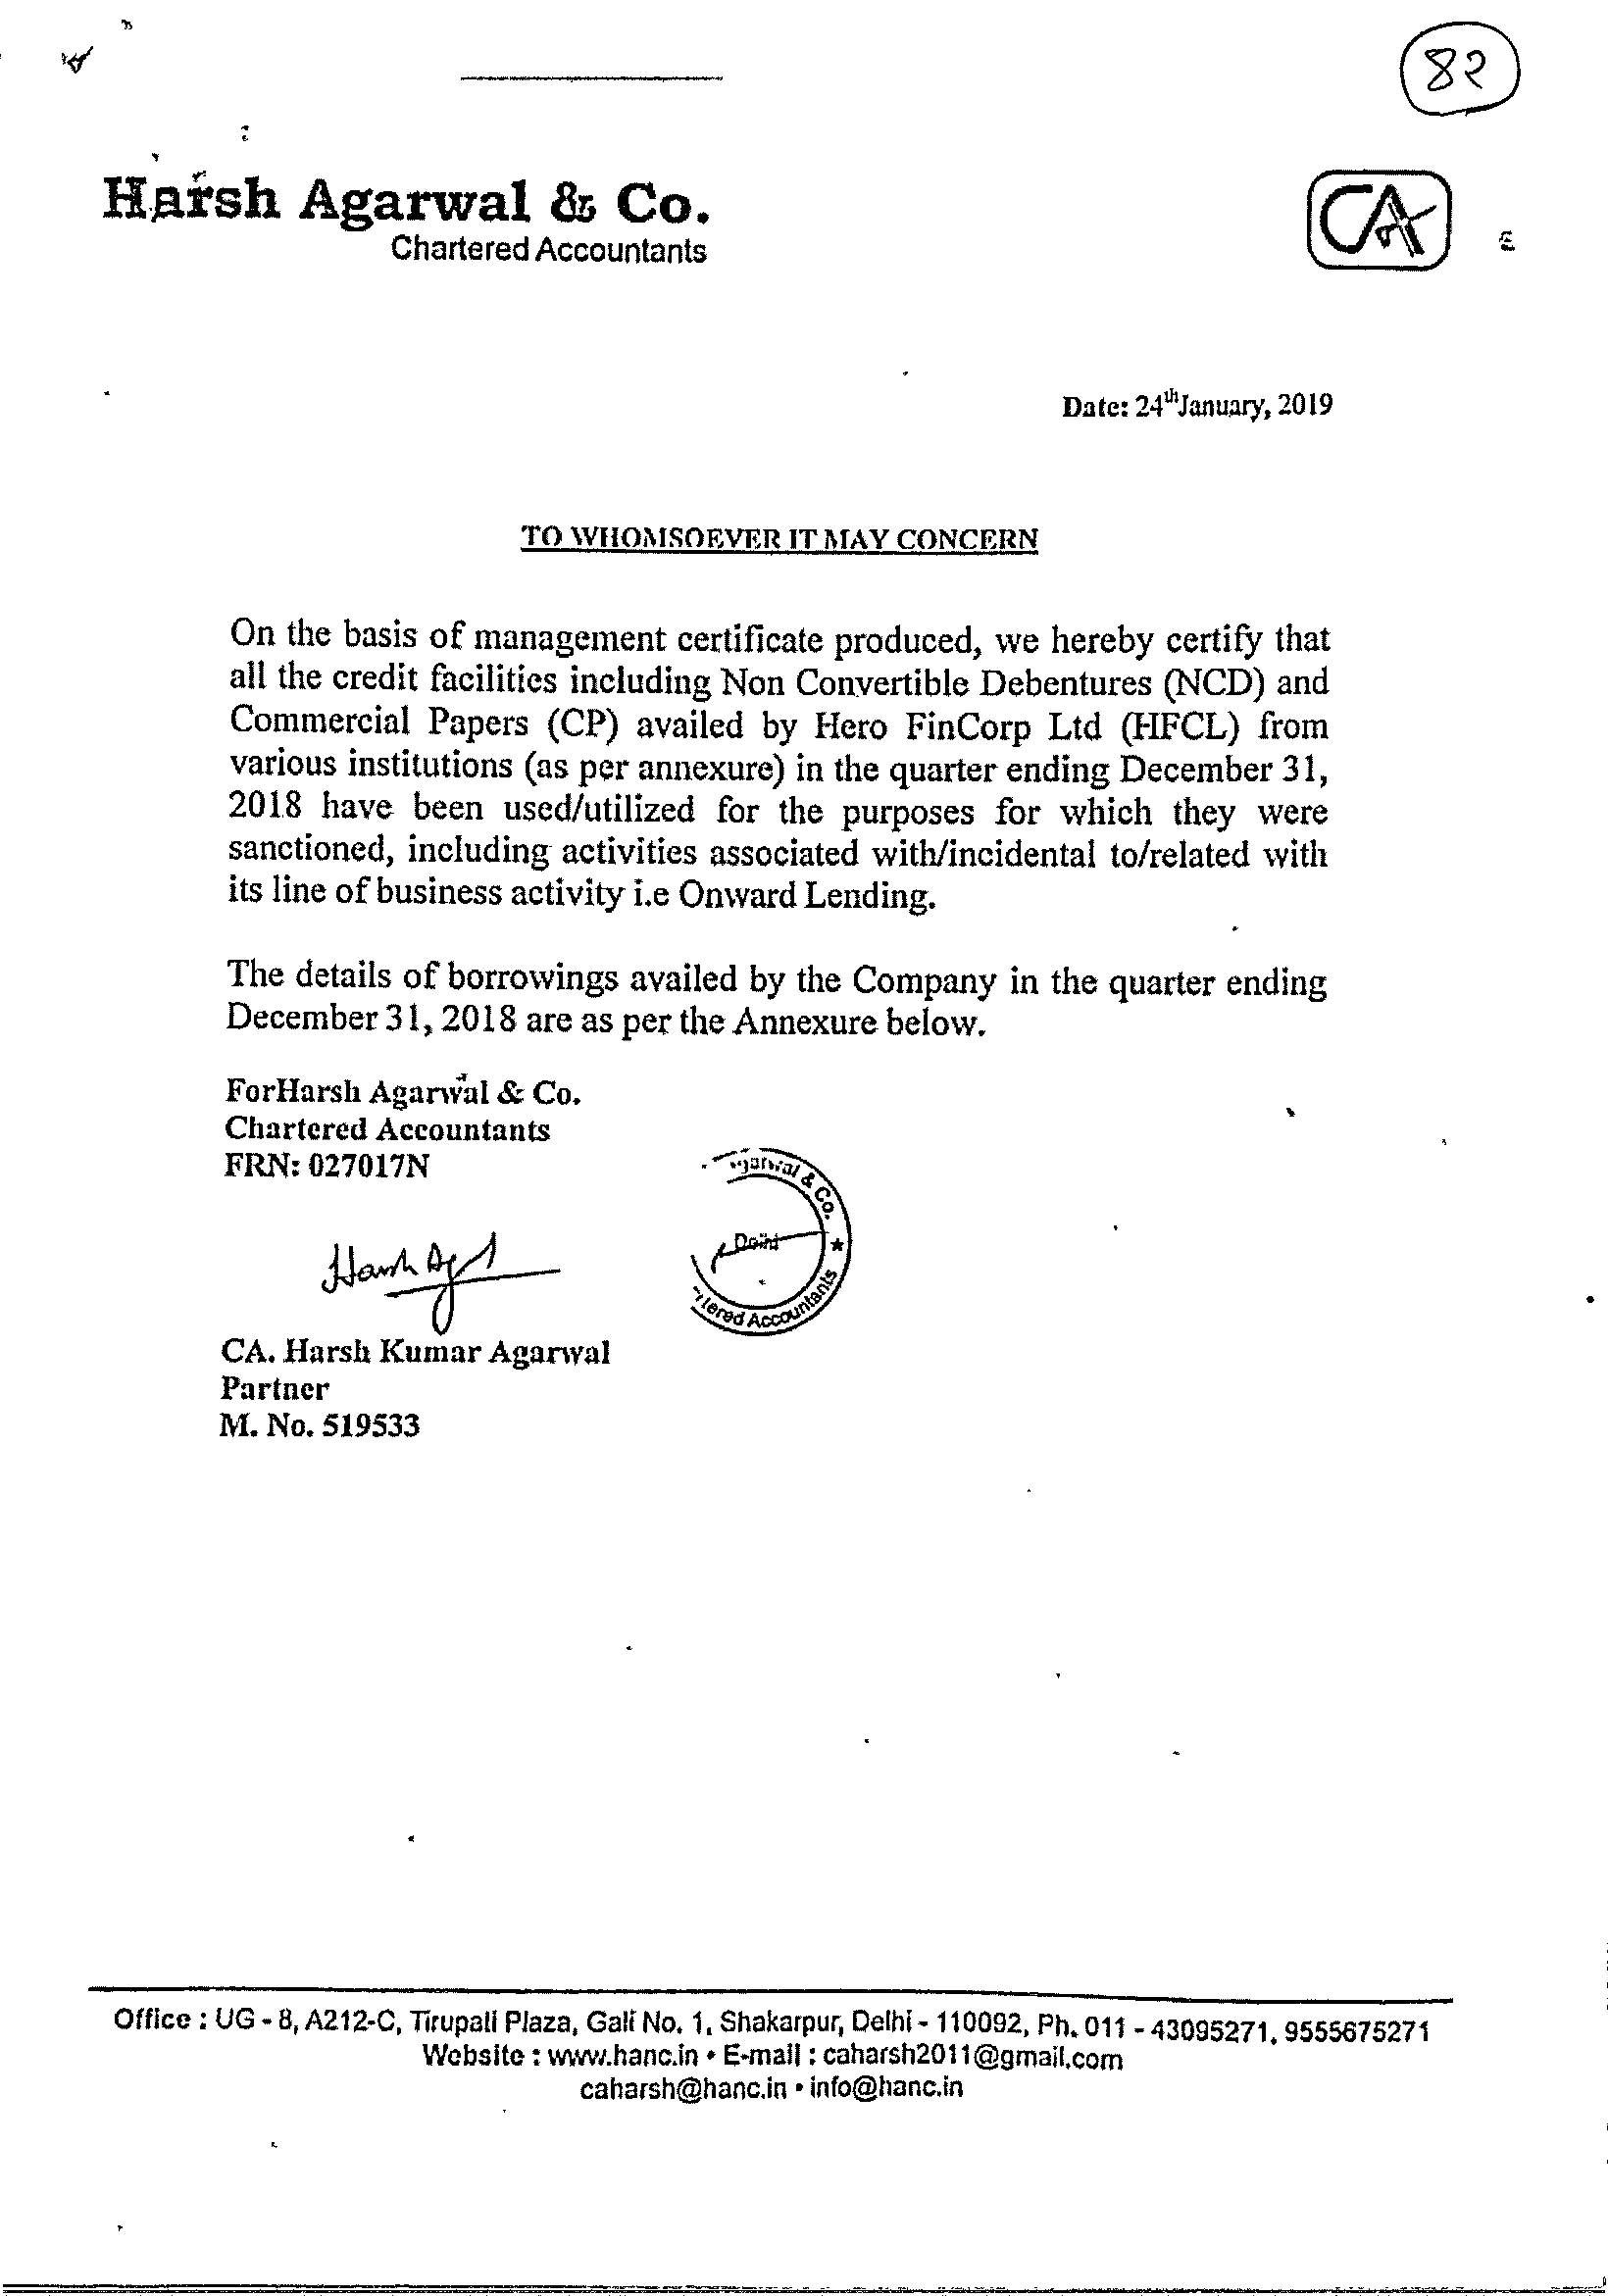 82
Harsh Agarwal & Co.
Chartered Accountants
CA
Date: 24thJanuary, 2019
TO WHOMSOEVER IT MAY CONCERN
On the basis of management certificate produced, we hereby certify that
all the credit facilities including Non Convertible Debentures (NCD) and
Commercial Papers (CP) availed by Hero FinCorp Ltd (HFCL) from
various institutions (as per annexure) in the quarter ending December 31,
2018 have been used/utilized for the purposes for which they were
sanctioned, including activities associated with/incidental to/related with
its line of business activity i.e Onward Lending.
The details of borrowings availed by the Company in the quarter ending
December 31, 2018 are as per the Annexure below.
ForHarsh Agarwal & Co.
Chartered Accountants
FRN: 027017N
garwal & Co.
Delhi
tered Accountants
CA. Harsh Kumar Agarwal
Partner
M. No. 519533
Office : UG - 8, A212-C, Tirupati Plaza, Gali No. 1, Shakarpur, Delhi - 110092, Ph. 011 - 43095271, 9555675271
Website : www.hanc.in • E-mail : caharsh2011@gmail.com
caharsh@hanc.in • info@hanc.in